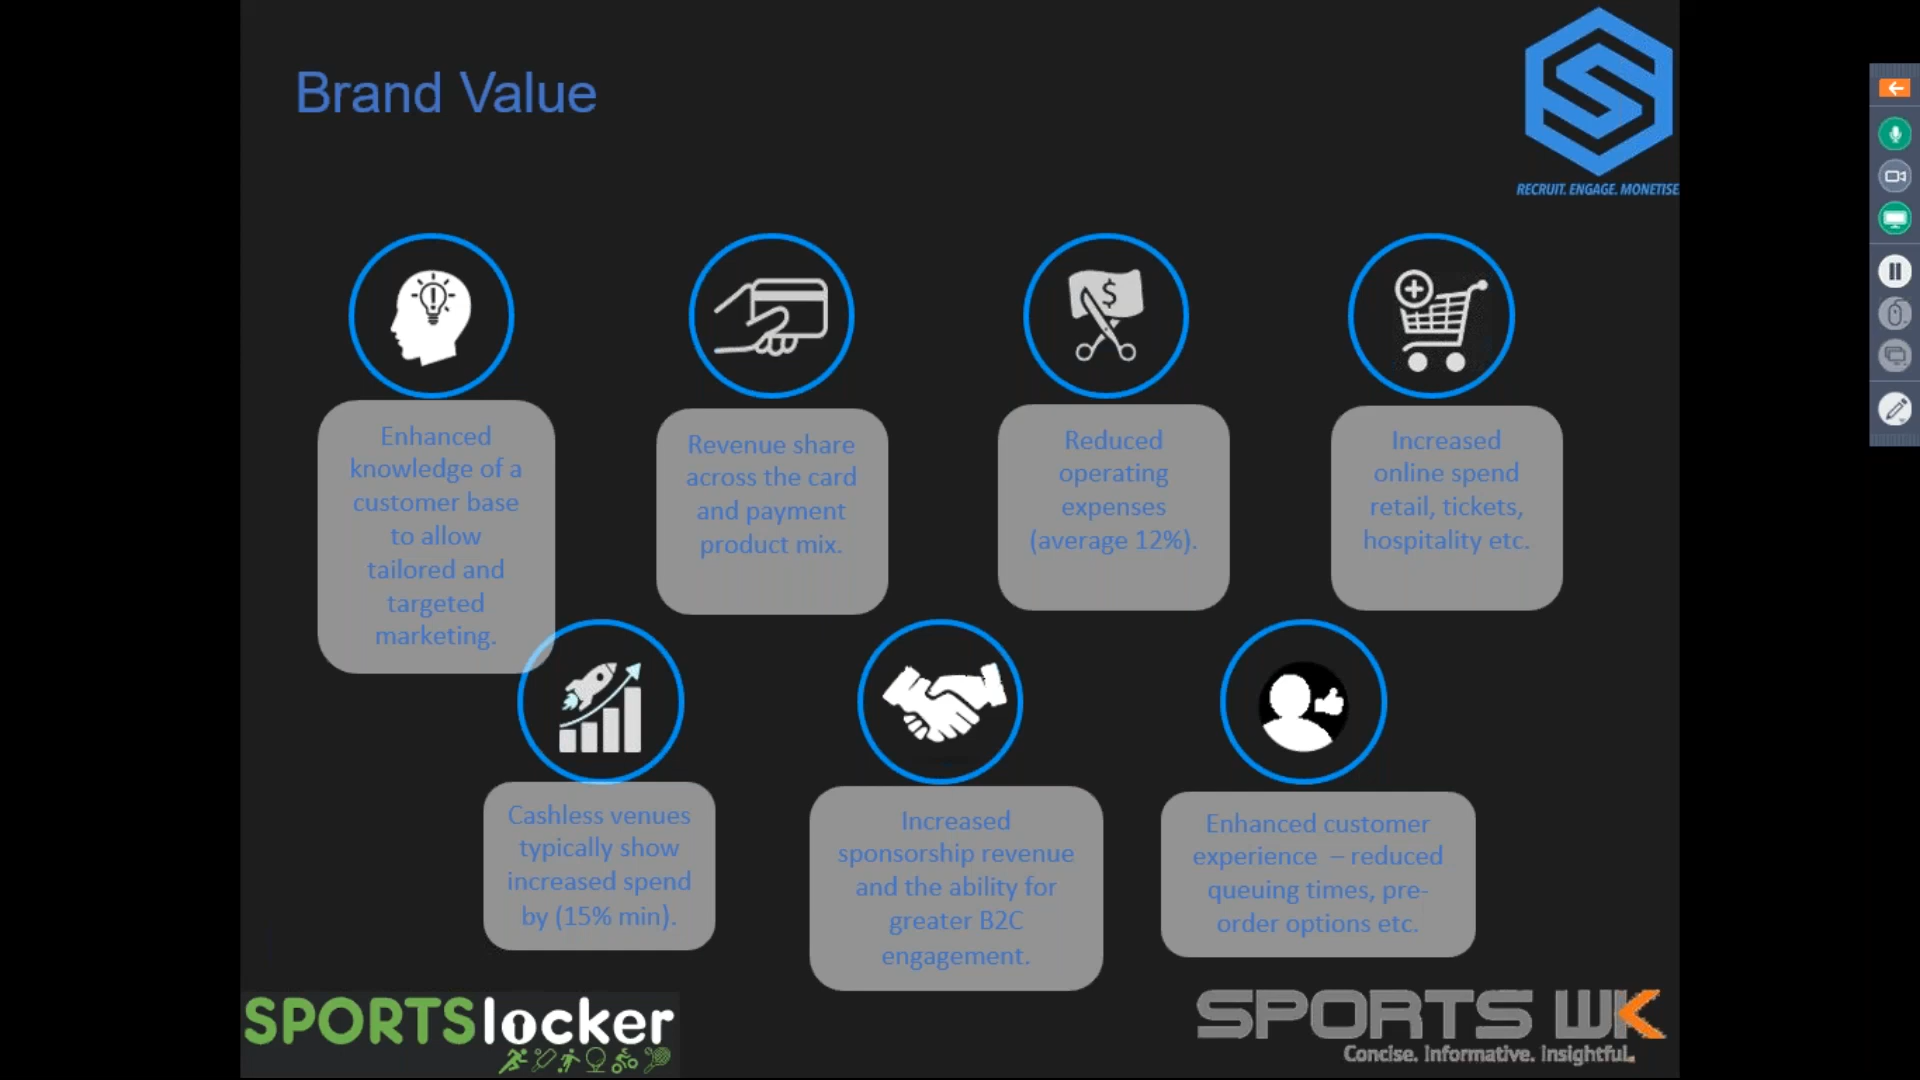 Brand Value
RECRUIT. ENGAGE. MONETISE
Enhanced
knowledge of a
customer base
to allow
tailored and
targeted
marketing.
Revenue share
across the card
and payment
product mix.
$
Reduced
operating
expenses
(average 12%).
Increased
online spend
retail, tickets,
hospitality etc.
Cashless venues
typically show
increased spend
by (15% min).
Increased
sponsorship revenue
and the ability for
greater B2C
engagement.
Enhanced customer
experience – reduced
queuing times, pre-
order options etc.
SPORTSlocker
SPORTS WK
Concise. Informative. Insightful.